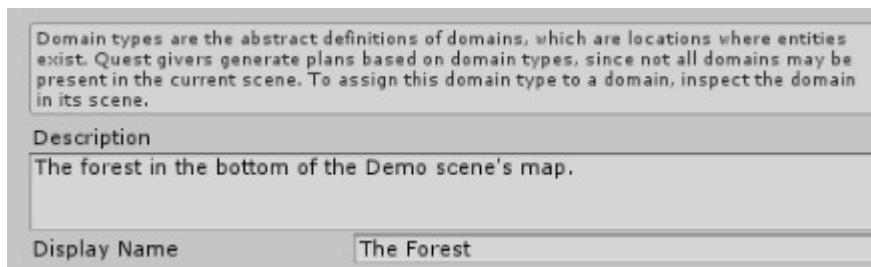 Domain types are the abstract definitions of domains, which are locations where entities
exist. Quest givers generate plans based on domain types, since not all domains may be
present in the current scene. To assign this domain type to a domain, inspect the domain
in its scene.
Description
The forest in the bottom of the Demo scene's map.
Display Name The Forest